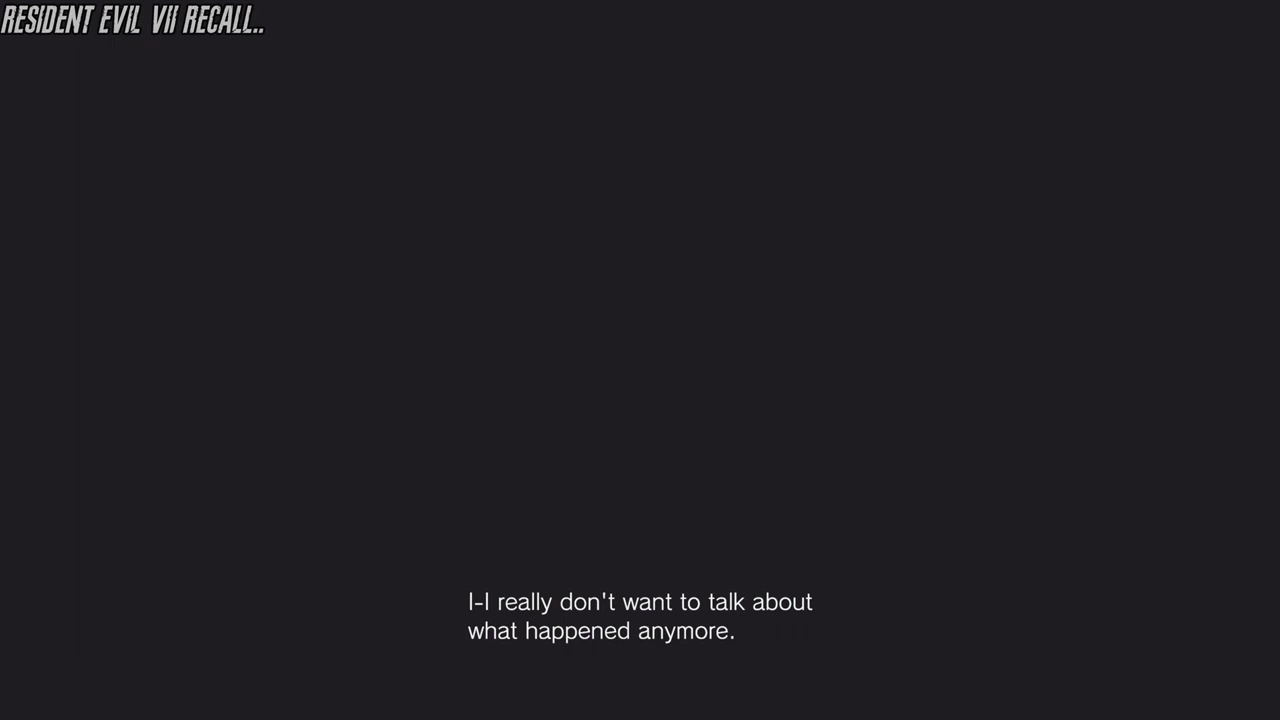 RESIDENT EVIL VII RECALL..
I-I really don't want to talk about
what happened anymore.